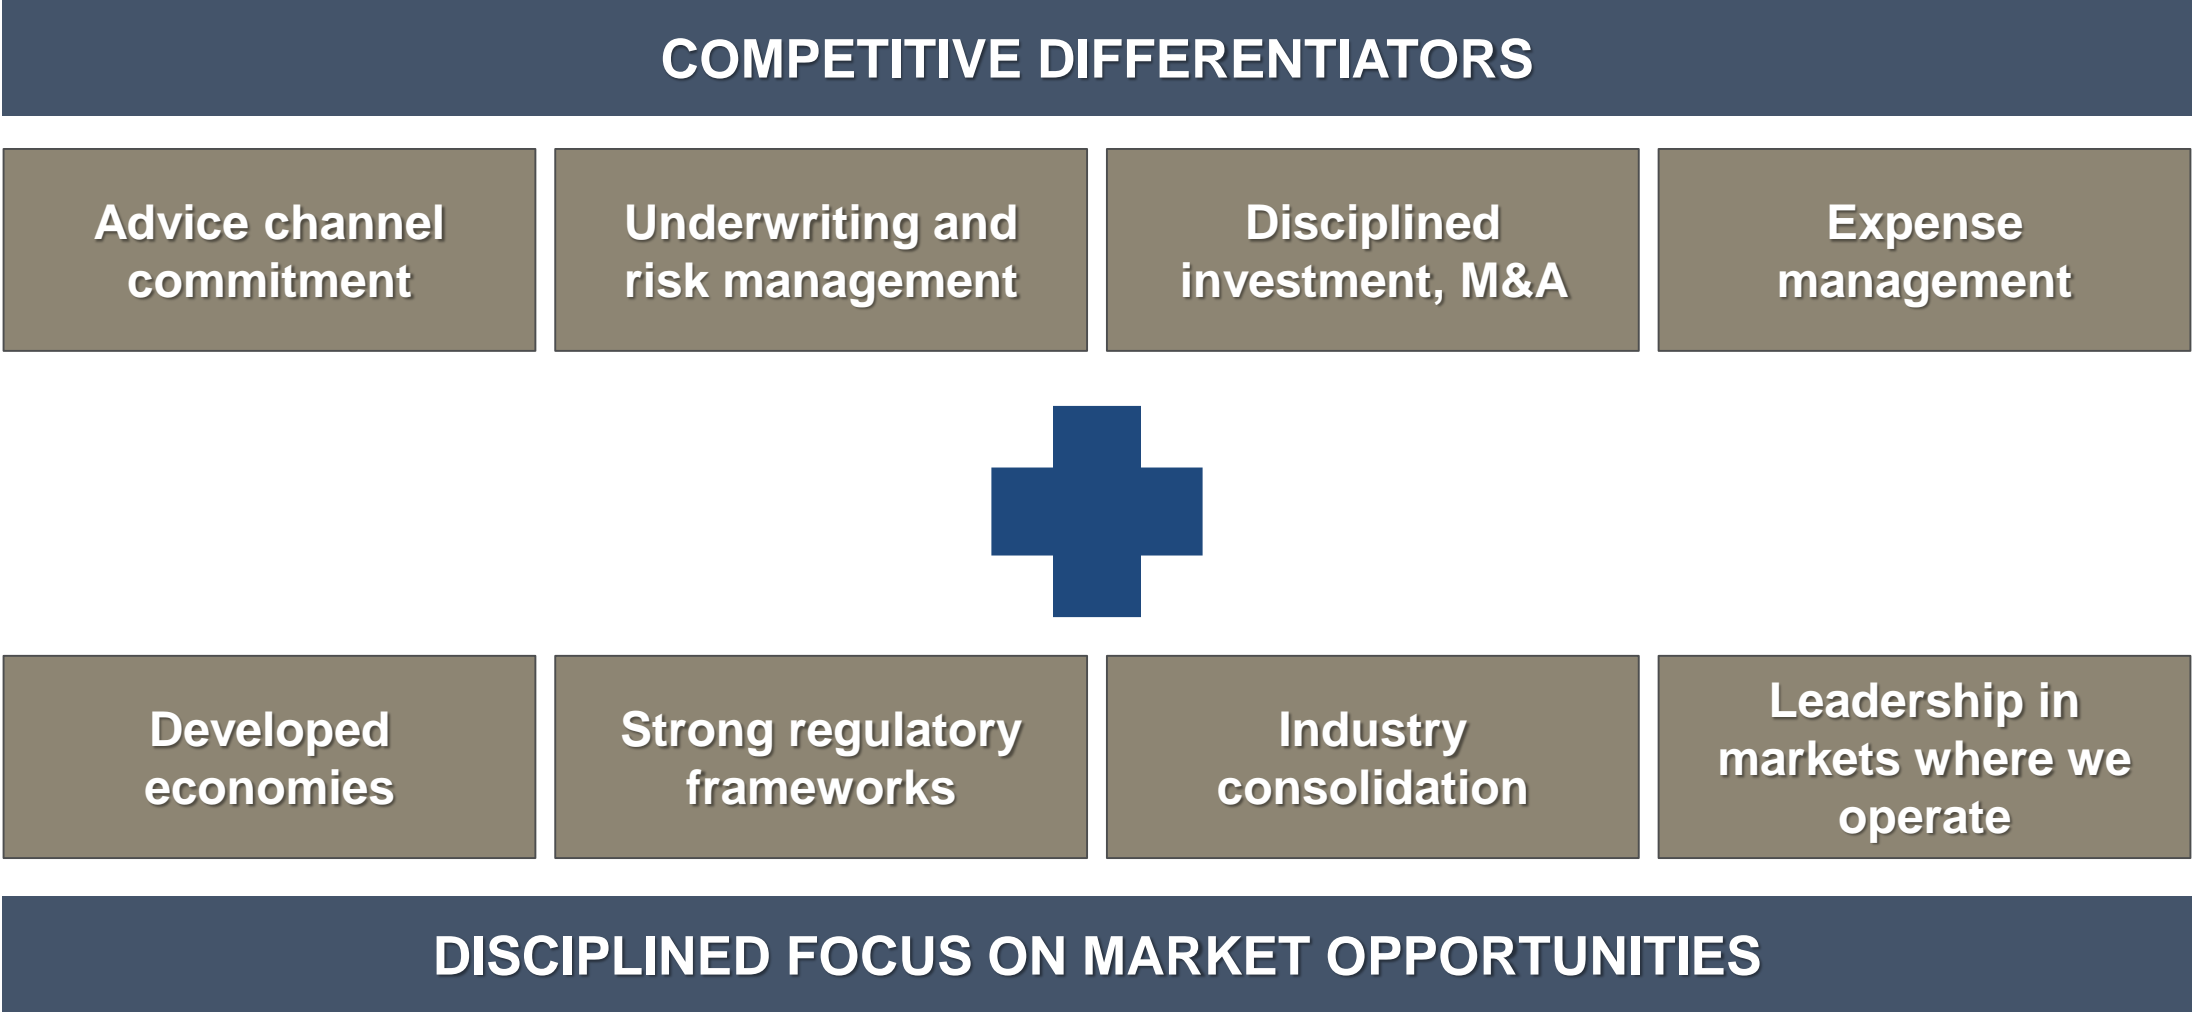 COMPETITIVE DIFFERENTIATORS
Advice channel
commitment
Underwriting and
risk management
Disciplined
investment, M&A
Expense
management
Developed
economies
Strong regulatory
frameworks
Industry
consolidation
Leadership in
markets where we
operate
DISCIPLINED FOCUS ON MARKET OPPORTUNITIES